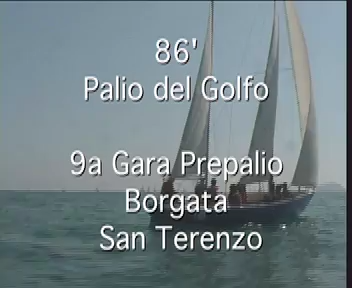 86'
Palio del Golfo
9a Gara Prepalio
Borgata
San Terenzo